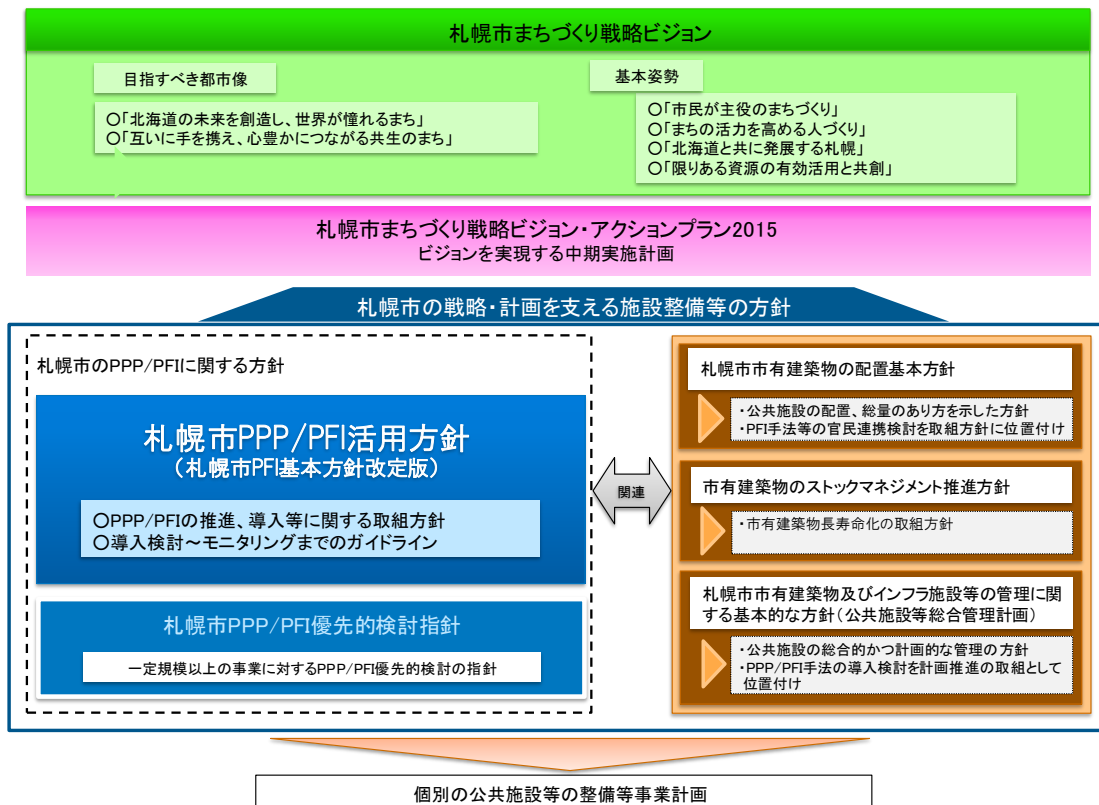 札幌市まちづくり戦略ビジョン
目指すべき都市像
○「北海道の未来を創造し、世界が憧れるまち」
○「互いに手を携え、心豊かにつながる共生のまち」
基本姿勢
○「市民が主役のまちづくり」
○「まちの活力を高める人づくり」
○「北海道と共に発展する札幌」
○「限りある資源の有効活用と共創」
札幌市まちづくり戦略ビジョン・アクションプラン2015
ビジョンを実現する中期実施計画
札幌市の戦略・計画を支える施設整備等の方針
札幌市のPPP/PFIに関する方針
札幌市PPP/PFI活用方針
（札幌市PFI基本方針改定版）
○PPP/PFIの推進、導入等に関する取組方針
○導入検討～モニタリングまでのガイドライン
札幌市PPP/PFI優先的検討指針
一定規模以上の事業に対するPPP/PFI優先的検討の指針
関連
札幌市市有建築物の配置基本方針
・公共施設の配置、総量のあり方を示した方針
・PFI手法等の官民連携検討を取組方針に位置付け
市有建築物のストックマネジメント推進方針
・市有建築物長寿命化の取組方針
札幌市市有建築物及びインフラ施設等の管理に関
する基本的な方針（公共施設等総合管理計画）
・公共施設の総合的かつ計画的な管理の方針
・PPP/PFI手法の導入検討を計画推進の取組として
位置付け
個別の公共施設等の整備等事業計画